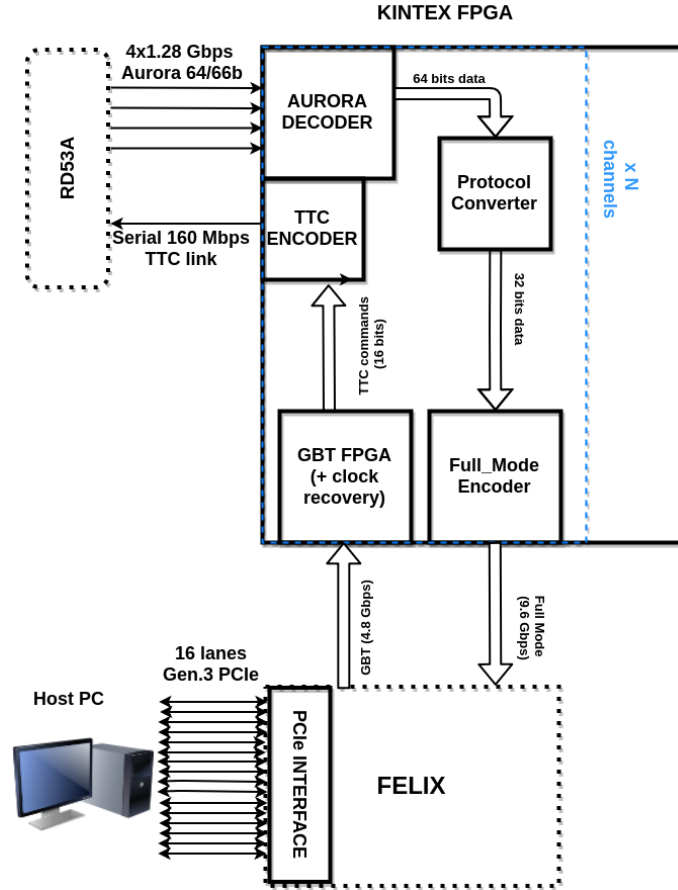 KINTEX FPGA
4x1.28 Gbps
Aurora 64/66b
RD53A
AURORA
DECODER
64 bits data
x N
channels
Protocol
Converter
TTC
ENCODER
Serial 160 Mbps
TTC link
32 bits data
TTC commands
(16 bits)
GBT FPGA
(+ clock
recovery)
Full_Mode
Encoder
GBT (4.8 Gbps)
Full Mode
(9.6 Gbps)
16 lanes
Gen.3 PCIe
Host PC
PCIe INTERFACE
FELIX